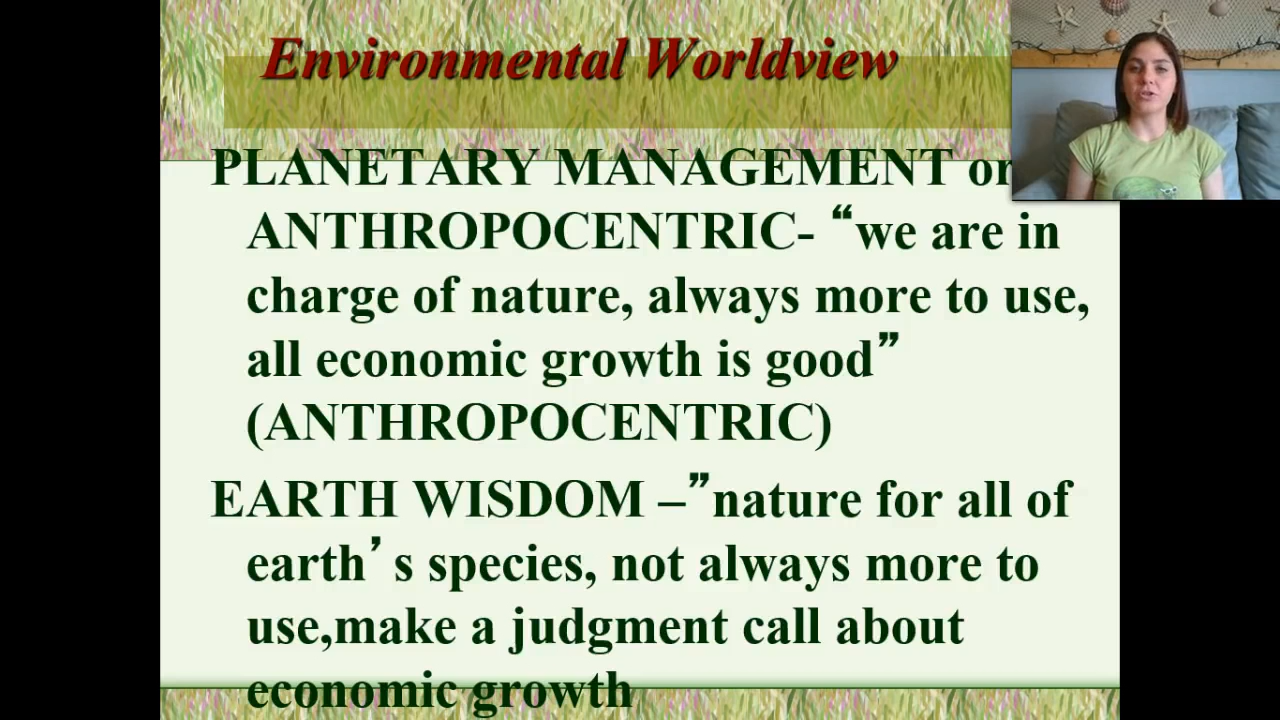 Environmental Worldview
PLANETARY MANAGEMENT or
ANTHROPOCENTRIC- “we are in
charge of nature, always more to use,
all economic growth is good”
(ANTHROPOCENTRIC)
EARTH WISDOM –”nature for all of
earth’s species, not always more to
use,make a judgment call about
economic growth